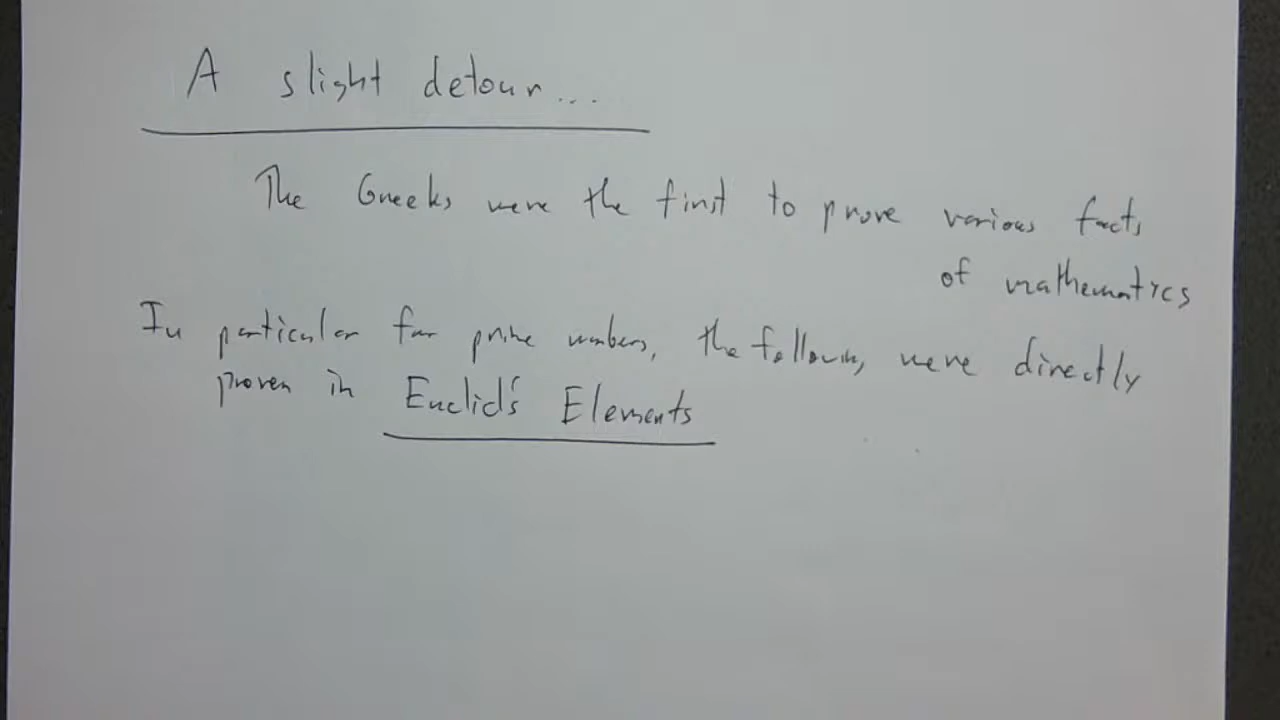 A slight detour...
The Greeks were the first to prove various facts
of mathematics
In particular for prime numbers, the following were directly
proven in Euclid's Elements